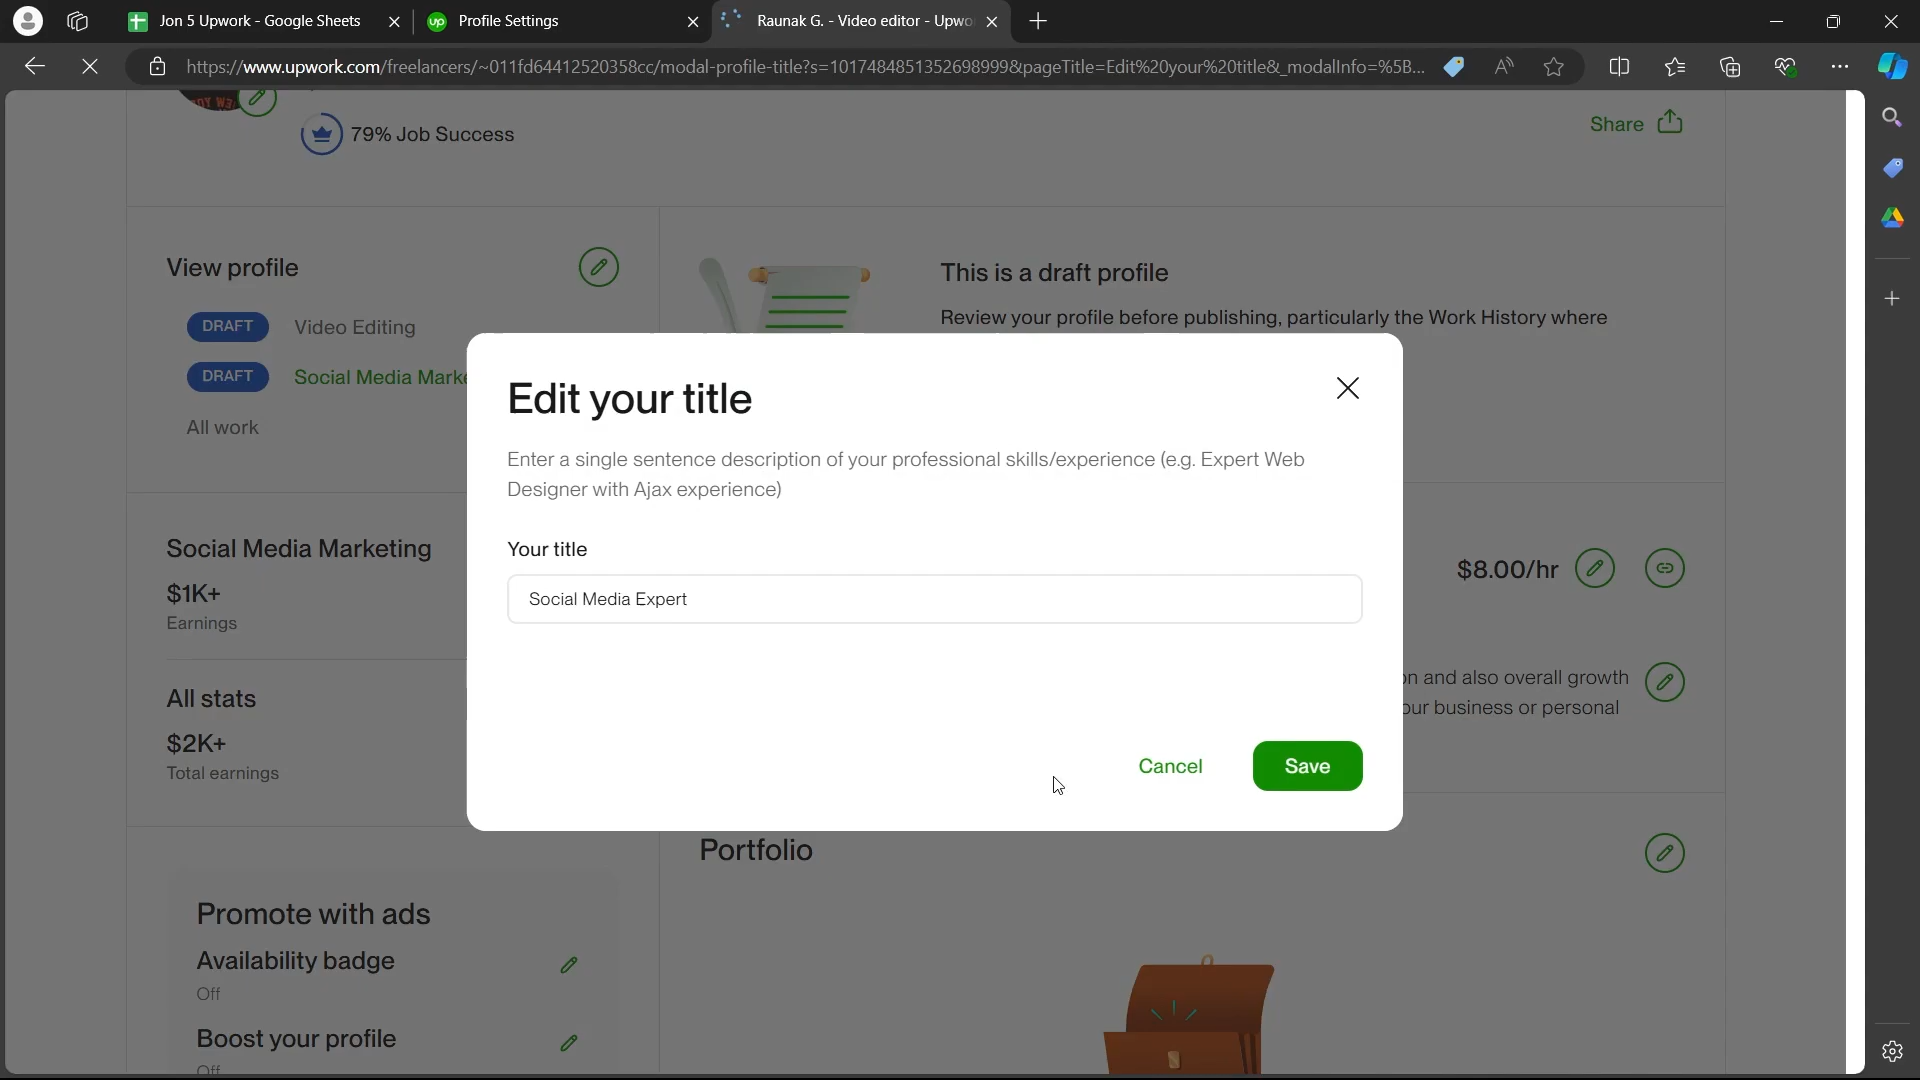 Jon 5 Upwork - Google Sheets
up
Profile Settings
Raunak G. - Video editor - Upwo
https://www.upwork.com/freelancers/~011fd64412520358cc/modal-profile-title?s=1017484851352698999&pageTitle=Edit%20your%20title&_modalInfo=%5B...
79% Job Success
Share
View profile
DRAFT Video Editing
DRAFT Social Media Marke
All work
This is a draft profile
Review your profile before publishing, particularly the Work History where
Edit your title
Enter a single sentence description of your professional skills/experience (e.g. Expert Web
Designer with Ajax experience)
Your title
Social Media Expert
Cancel
Save
Social Media Marketing
$1K+
Earnings
All stats
$2K+
Total earnings
$8.00/hr
on and also overall growth
our business or personal
Promote with ads
Availability badge
Off
Boost your profile
Off
Portfolio